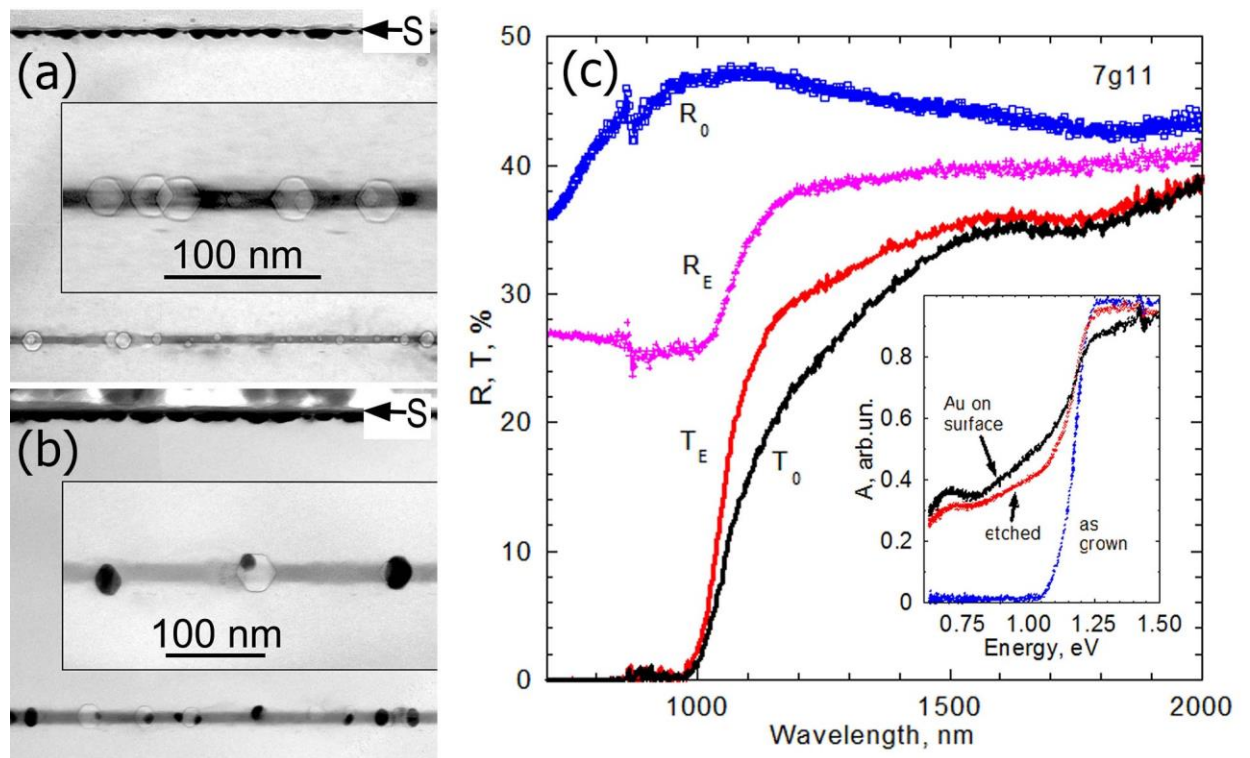 S
(a)
100 nm
S
(b)
100 nm
(c)
7g11
50
40
30
20
10
0
R, T, %
R0
RE
TE
T0
1000
1500
2000
Wavelength, nm
0.8
0.6
0.4
0.2
0
A, arb.un.
Au on
surface
etched
as
grown
0.75
1.00
1.25
1.50
Energy, eV